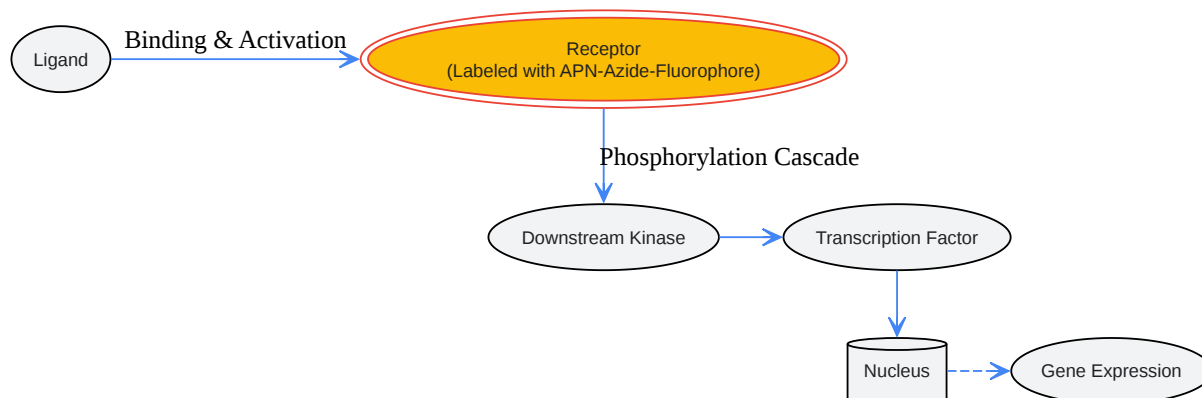 Ligand
Binding & Activation
Receptor
(Labeled with APN-Azide-Fluorophore)
Phosphorylation Cascade
Downstream Kinase
Transcription Factor
Nucleus
Gene Expression